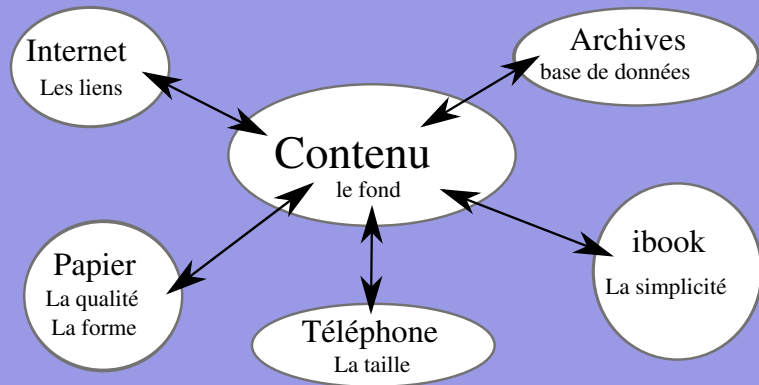 Internet
Les liens
Archives
base de données
Contenu
le fond
Papier
La qualité
La forme
Téléphone
La taille
ibook
La simplicité